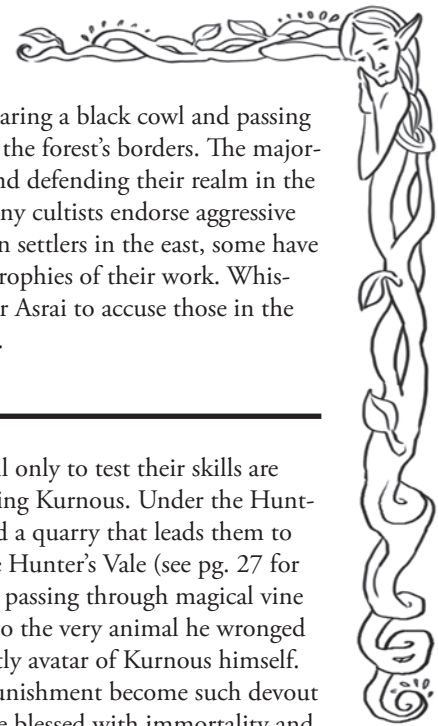 aring a black cowl and passing
the forest’s borders. The major-
nd defending their realm in the
ny cultists endorse aggressive
n settlers in the east, some have
rophies of their work. Whis-
r Asrai to accuse those in the
.
l only to test their skills are
ing Kurnous. Under the Hunt-
d a quarry that leads them to
e Hunter’s Vale (see pg. 27 for
passing through magical vine
o the very animal he wronged
tly avatar of Kurnous himself.
unishment become such devout
e blessed with immortality and